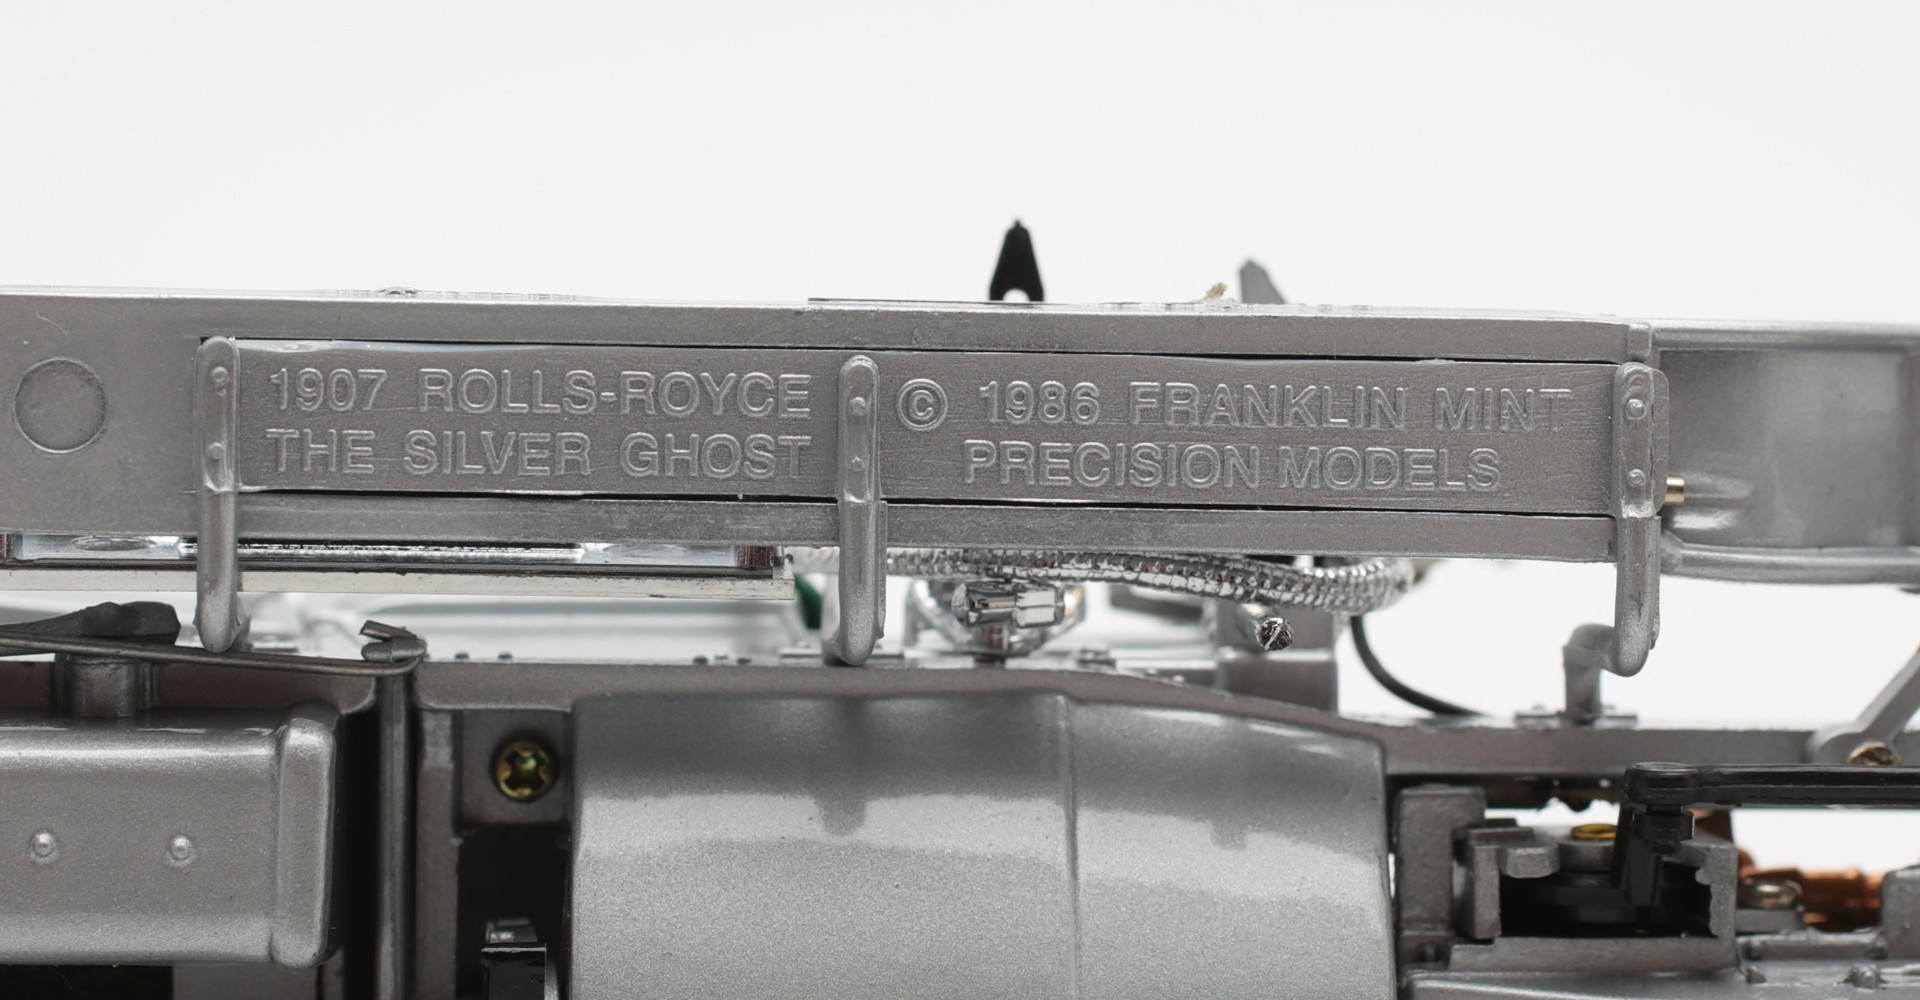 1907 ROLLS-ROYCE
THE SILVER GHOST
© 1986 FRANKLIN MINT
PRECISION MODELS